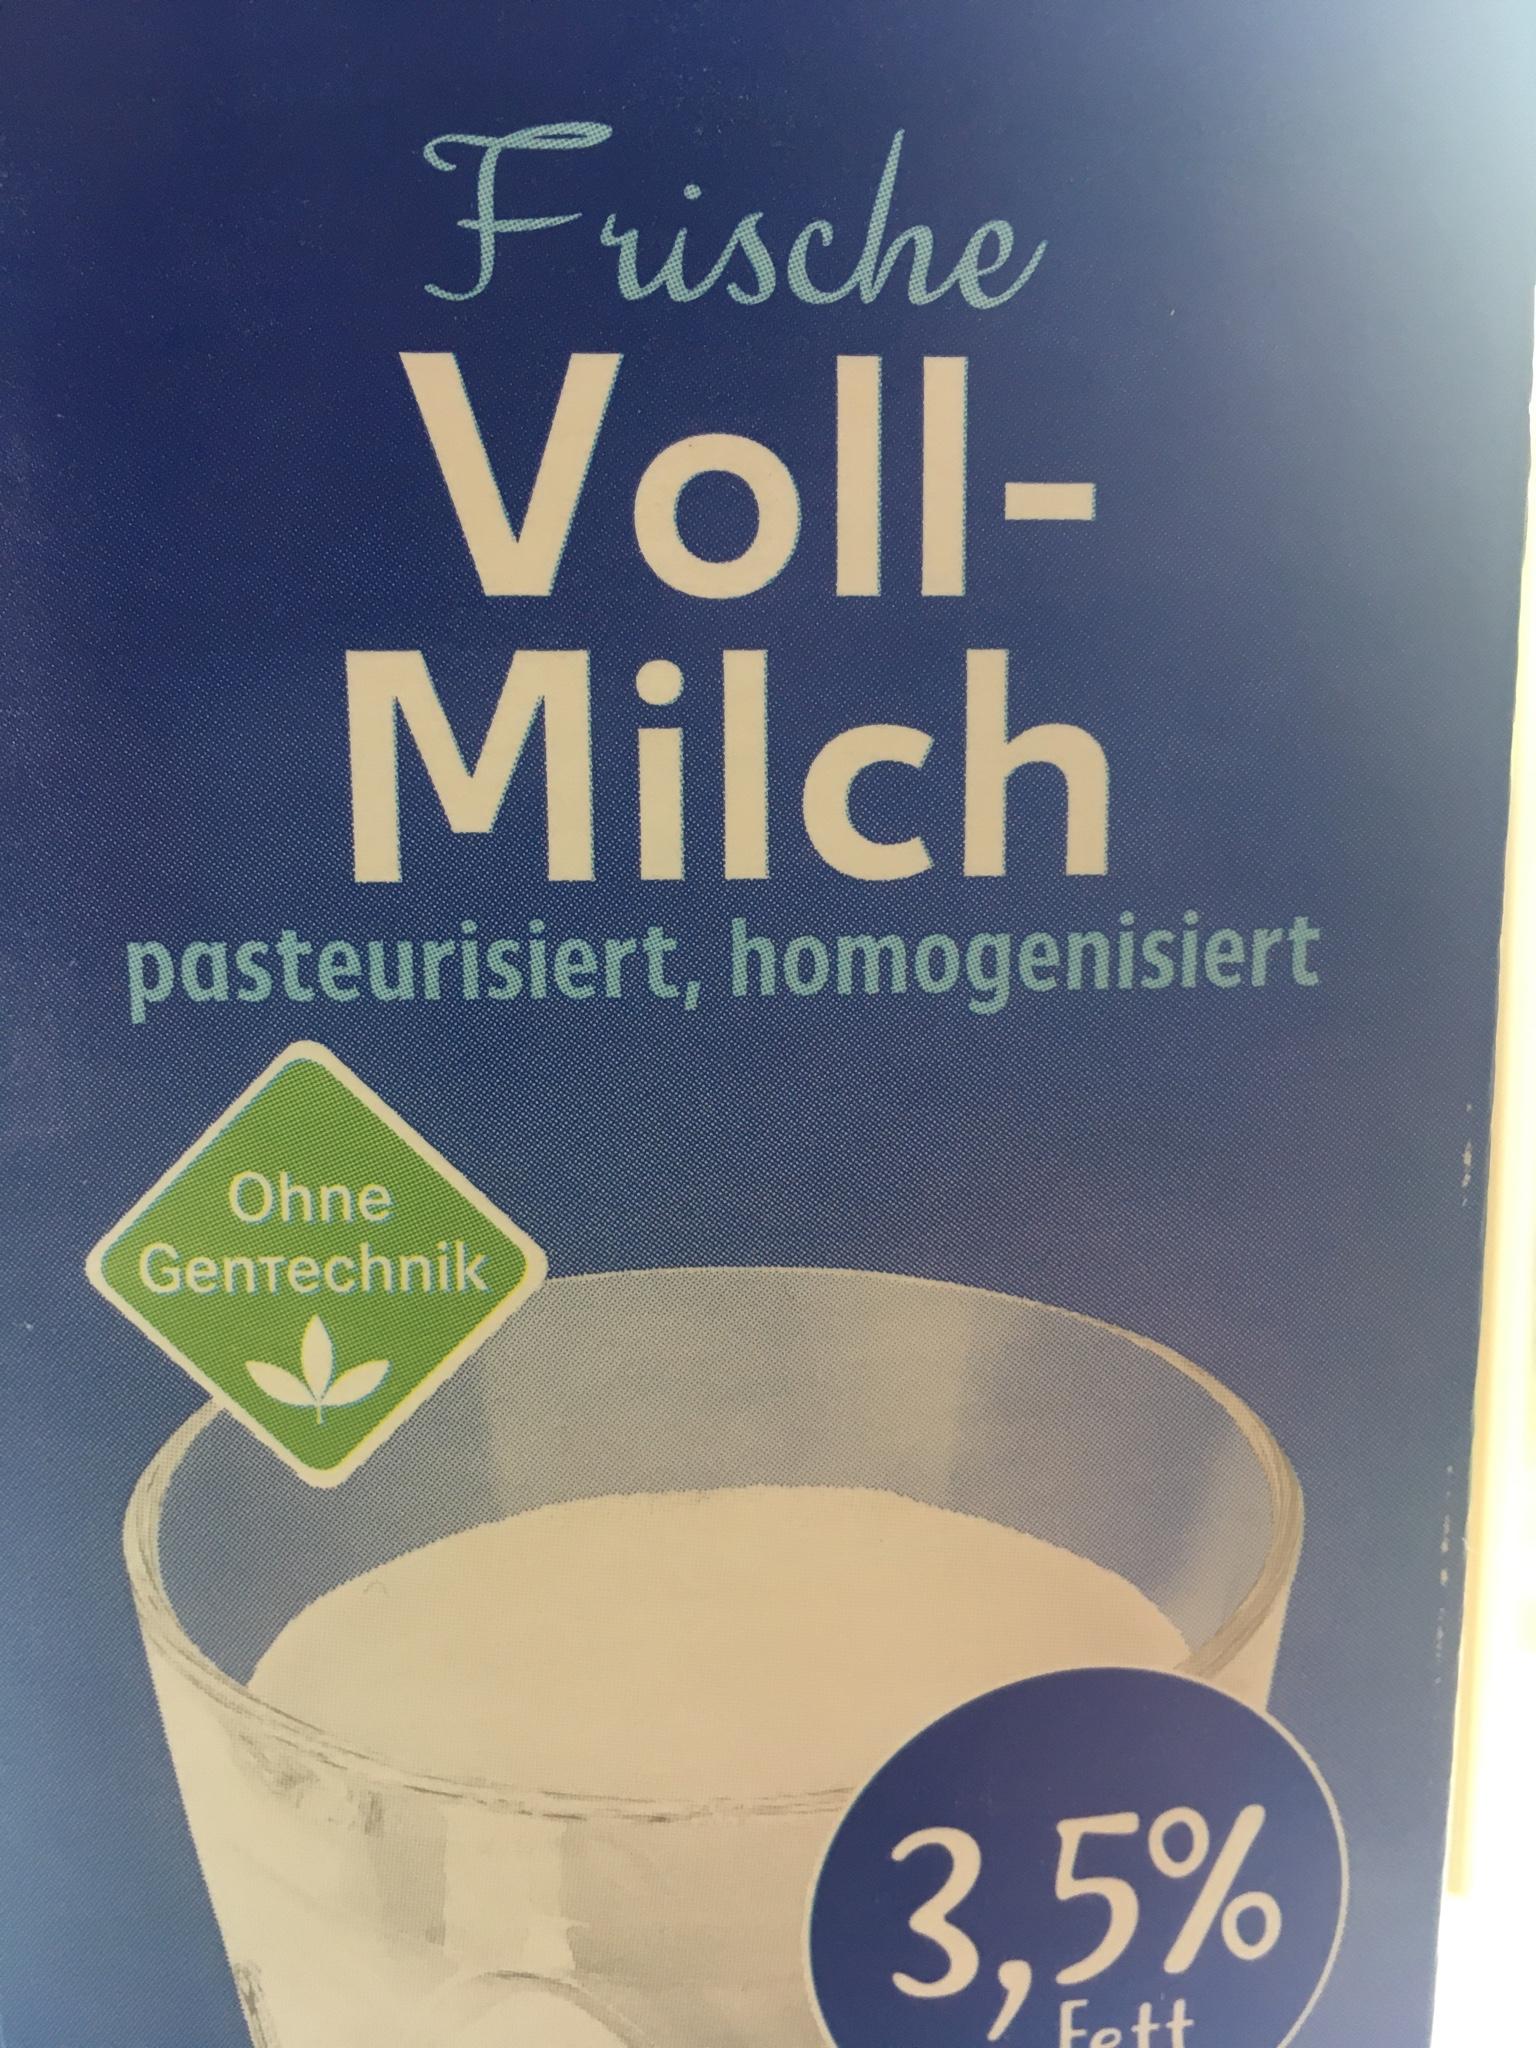 Frische
Voll-
Milch
pasteurisiert, homogenisiert
Ohne
GenTechnik
3,5%
Fett